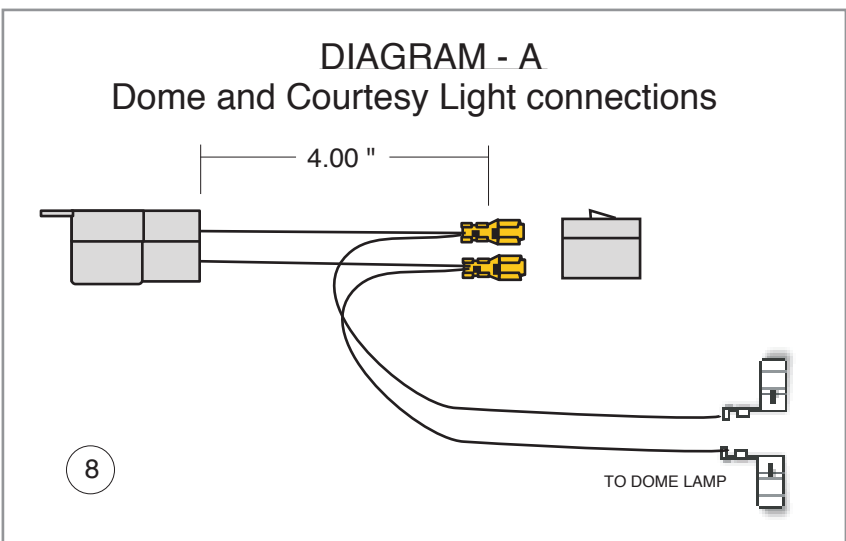 DIAGRAM - A
Dome and Courtesy Light connections
4.00 "
8
TO DOME LAMP